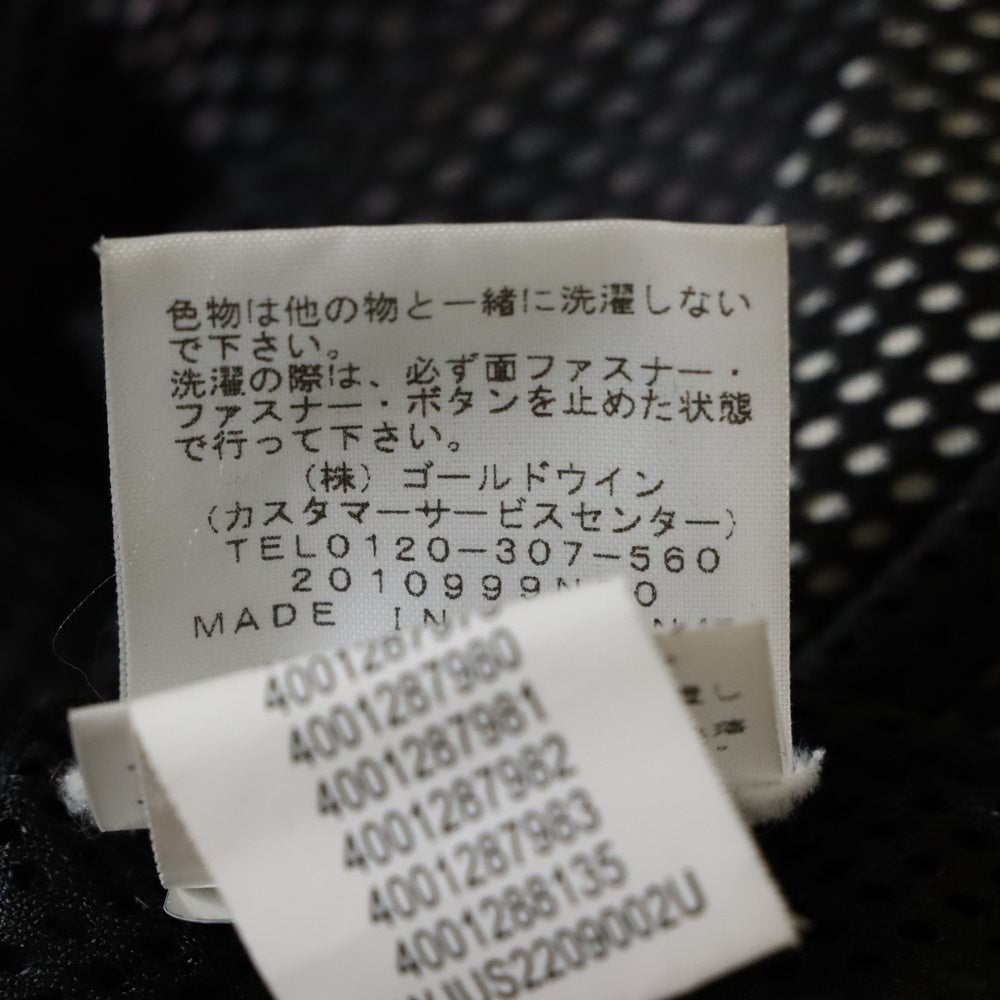 色物は他の物と一緒に洗濯しない
で下さい。
洗濯の際は、必ず面ファスナー・
ファスナー・ボタンを止めた状態
で行って下さい。
(株) ゴールドウイン
(カスタマーサービスセンター)
TEL0120-307-560
2010999N 0
MADE IN
4001287980
4001287981
4001287982
4001287983
4001288135